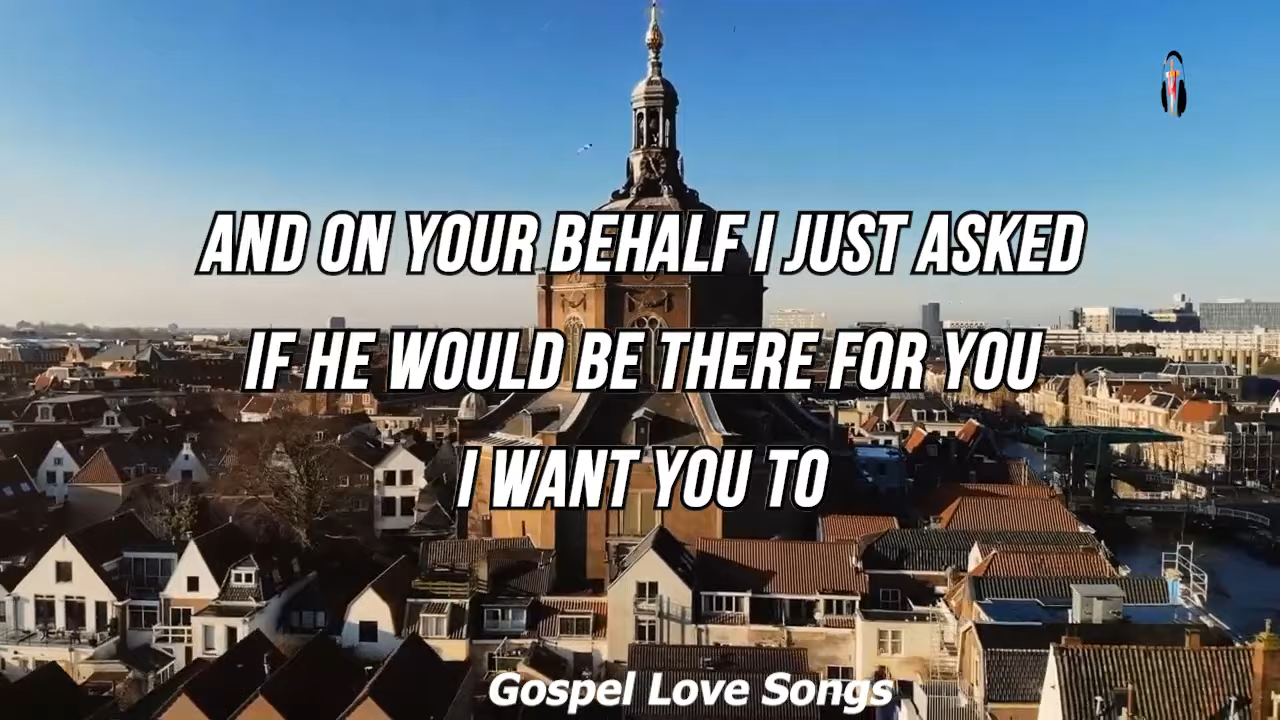 AND ON YOUR BEHALF I JUST ASKED
IF HE WOULD BE THERE FOR YOU
I WANT YOU TO
Gospel Love Songs